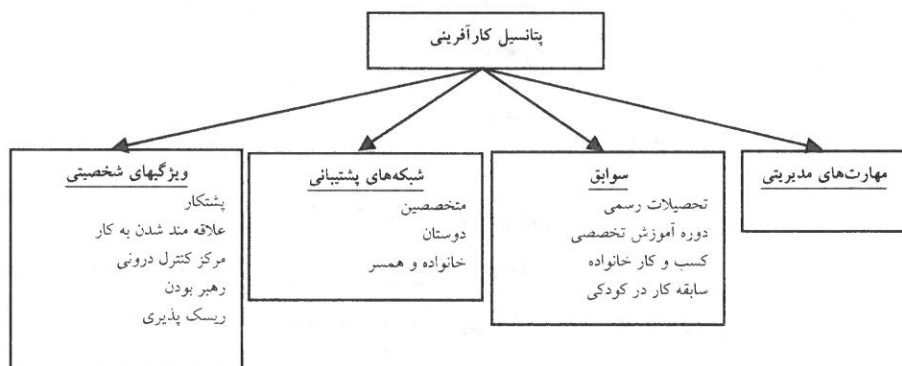 پتانسیل کارآفرینی
مهارت‌های مدیریتی
سوابق
تحصیلات رسمی
دوره آموزش تخصصی
کسب و کار خانواده
سابقه کار در کودکی
شبکه‌های پشتیبانی
متخصصین
دوستان
خانواده و همسر
ویژگیهای شخصیتی
پشتکار
علاقه مند شدن به کار
مرکز کنترل درونی
رهبر بودن
ریسک پذیری